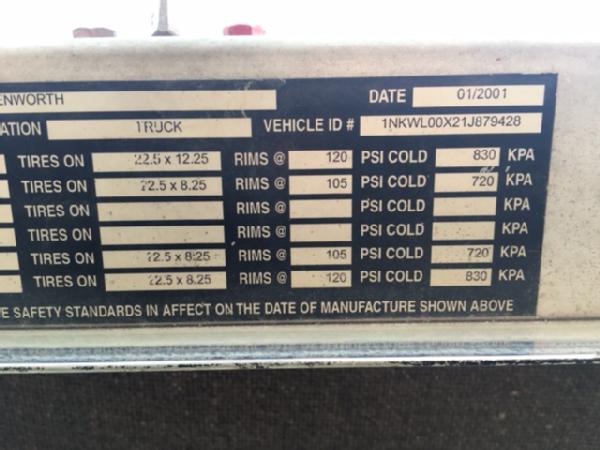 ENWORTH DATE 01/2001
ATION TRUCK VEHICLE ID # 1NKWL00X21J879428
TIRES ON 22.5 x 12.25 RIMS @ 120 PSI COLD 830 KPA
TIRES ON 22.5 x 8.25 RIMS @ 105 PSI COLD 720 KPA
TIRES ON RIMS @ PSI COLD KPA
TIRES ON RIMS @ PSI COLD KPA
TIRES ON 22.5 x 8.25 RIMS @ 105 PSI COLD 720 KPA
TIRES ON 22.5 x 8.25 RIMS @ 120 PSI COLD 830 KPA
VE SAFETY STANDARDS IN AFFECT ON THE DATE OF MANUFACTURE SHOWN ABOVE